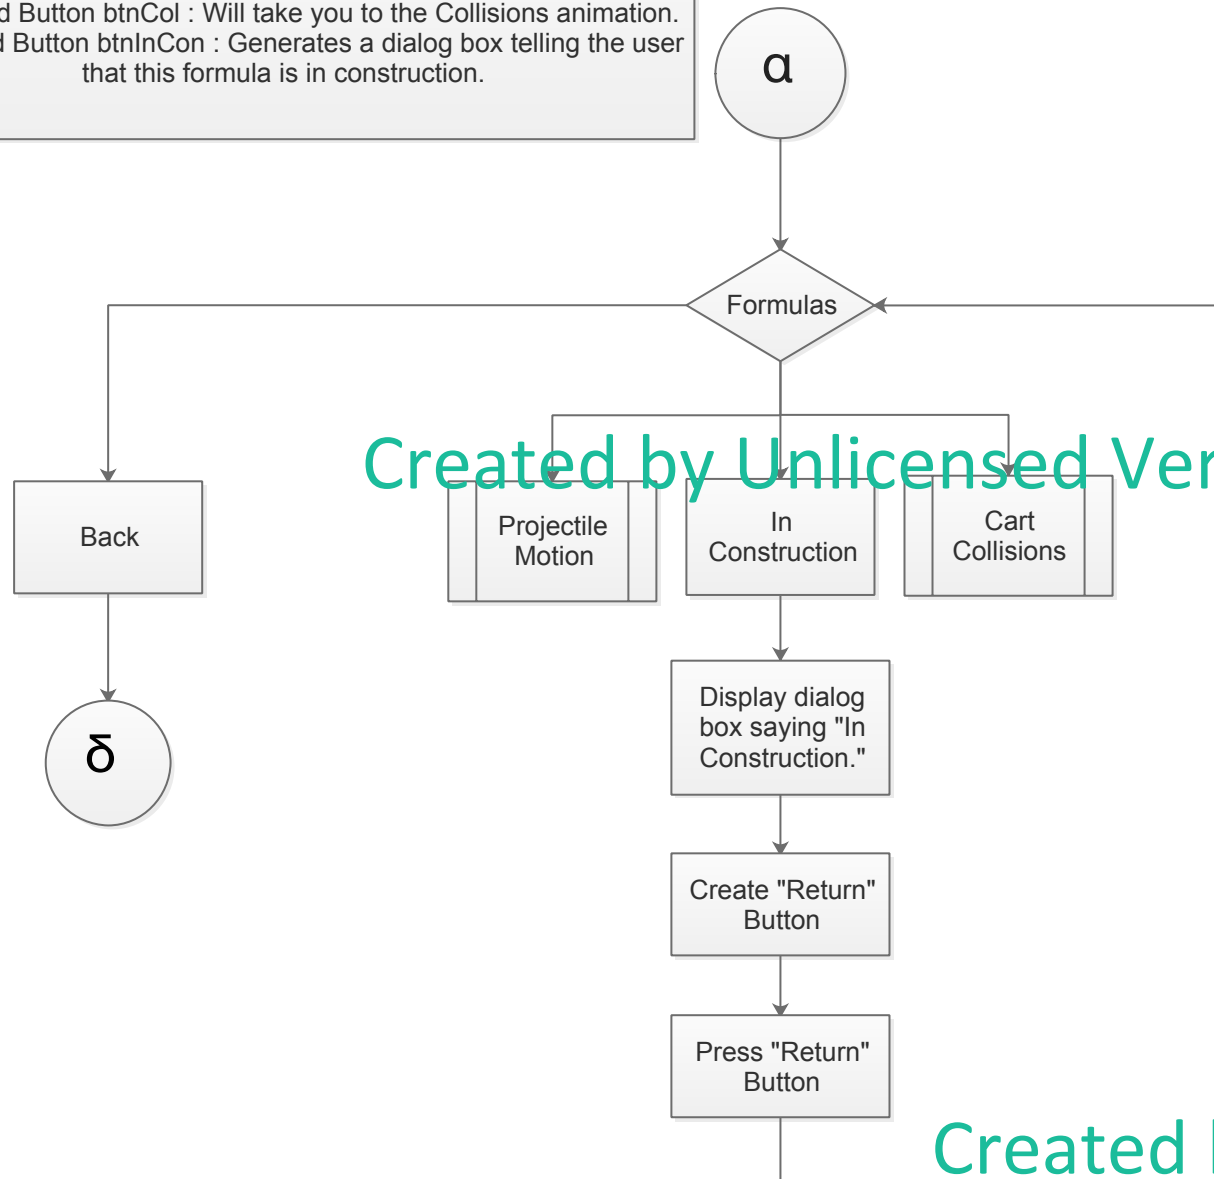 d Button btnCol : Will take you to the Collisions animation.
d Button btnInCon : Generates a dialog box telling the user
that this formula is in construction.
α
Formulas
Created by Unlicensed Ver
Back
Projectile
Motion
In
Construction
Cart
Collisions
Display dialog
box saying "In
Construction."
δ
Create "Return"
Button
Press "Return"
Button
Created